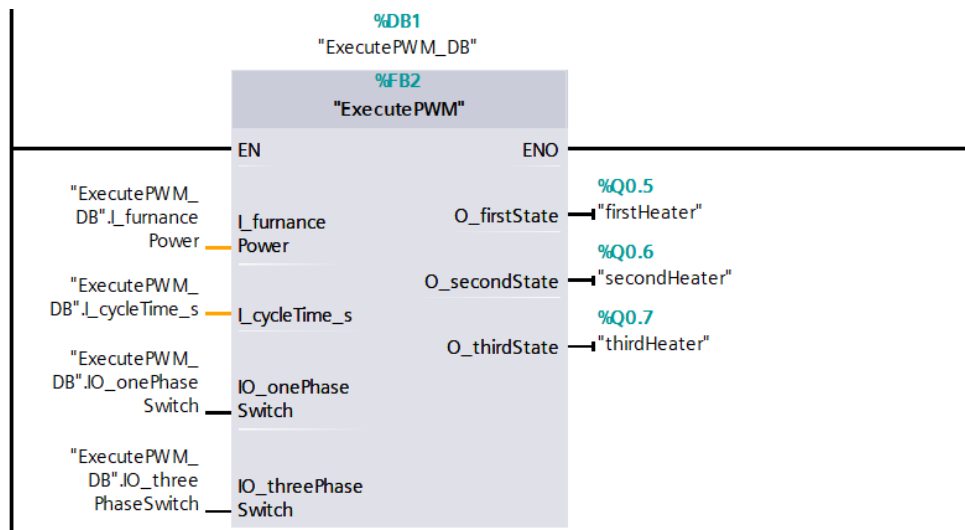 %DB1
"ExecutePWM_DB"
%FB2
"ExecutePWM"
EN
ENO
"ExecutePWM_
DB".I_furnance
Power
I_furnance
Power
"ExecutePWM_
DB".I_cycleTime_s
I_cycleTime_s
"ExecutePWM_
DB".IO_onePhase
Switch
IO_onePhase
Switch
"ExecutePWM_
DB".IO_three
PhaseSwitch
IO_threePhase
Switch
O_firstState
%Q0.5
"firstHeater"
O_secondState
%Q0.6
"secondHeater"
O_thirdState
%Q0.7
"thirdHeater"